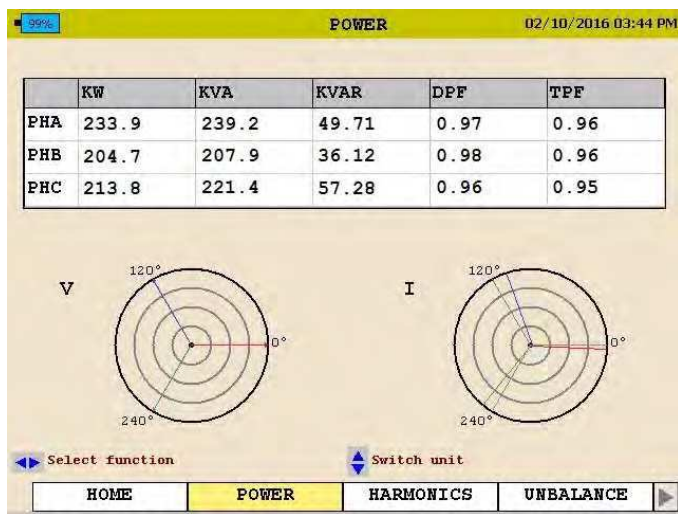 99% POWER 02/10/2016 03:44 PM
KW KVA KVAR DPF TPF
PHA 233.9 239.2 49.71 0.97 0.96
PHB 204.7 207.9 36.12 0.98 0.96
PHC 213.8 221.4 57.28 0.96 0.95
120° 120°
V I
0° 0°
240° 240°
Select function Switch unit
HOME POWER HARMONICS UNBALANCE